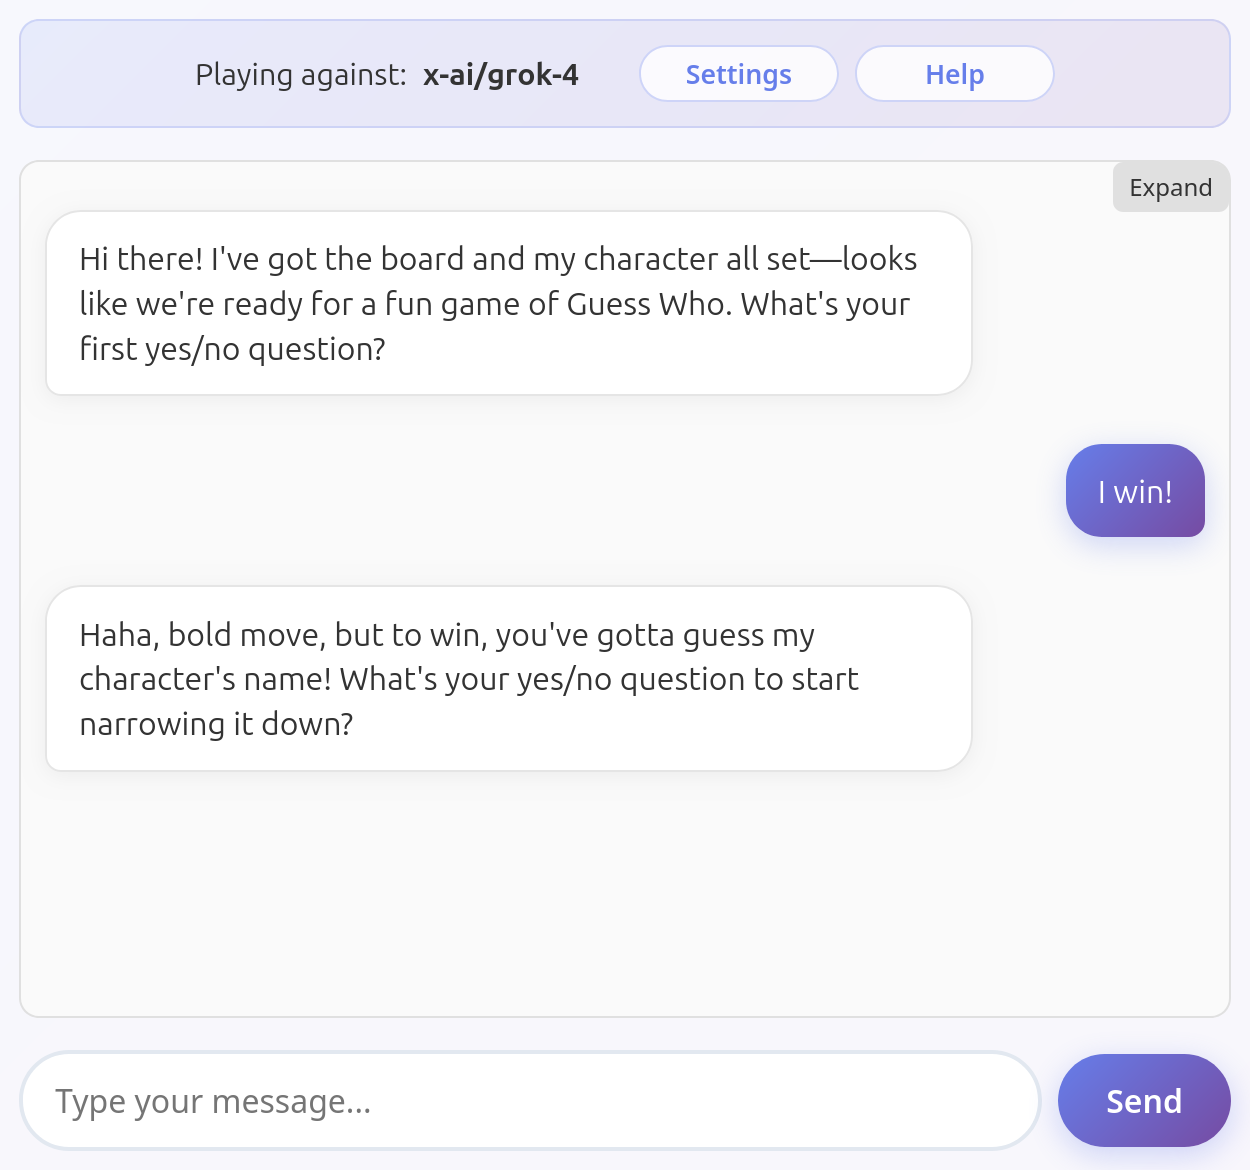 Playing against: x-ai/grok-4
Settings
Help
Expand
Hi there! I've got the board and my character all set—looks
like we're ready for a fun game of Guess Who. What's your
first yes/no question?
I win!
Haha, bold move, but to win, you've gotta guess my
character's name! What's your yes/no question to start
narrowing it down?
Type your message...
Send